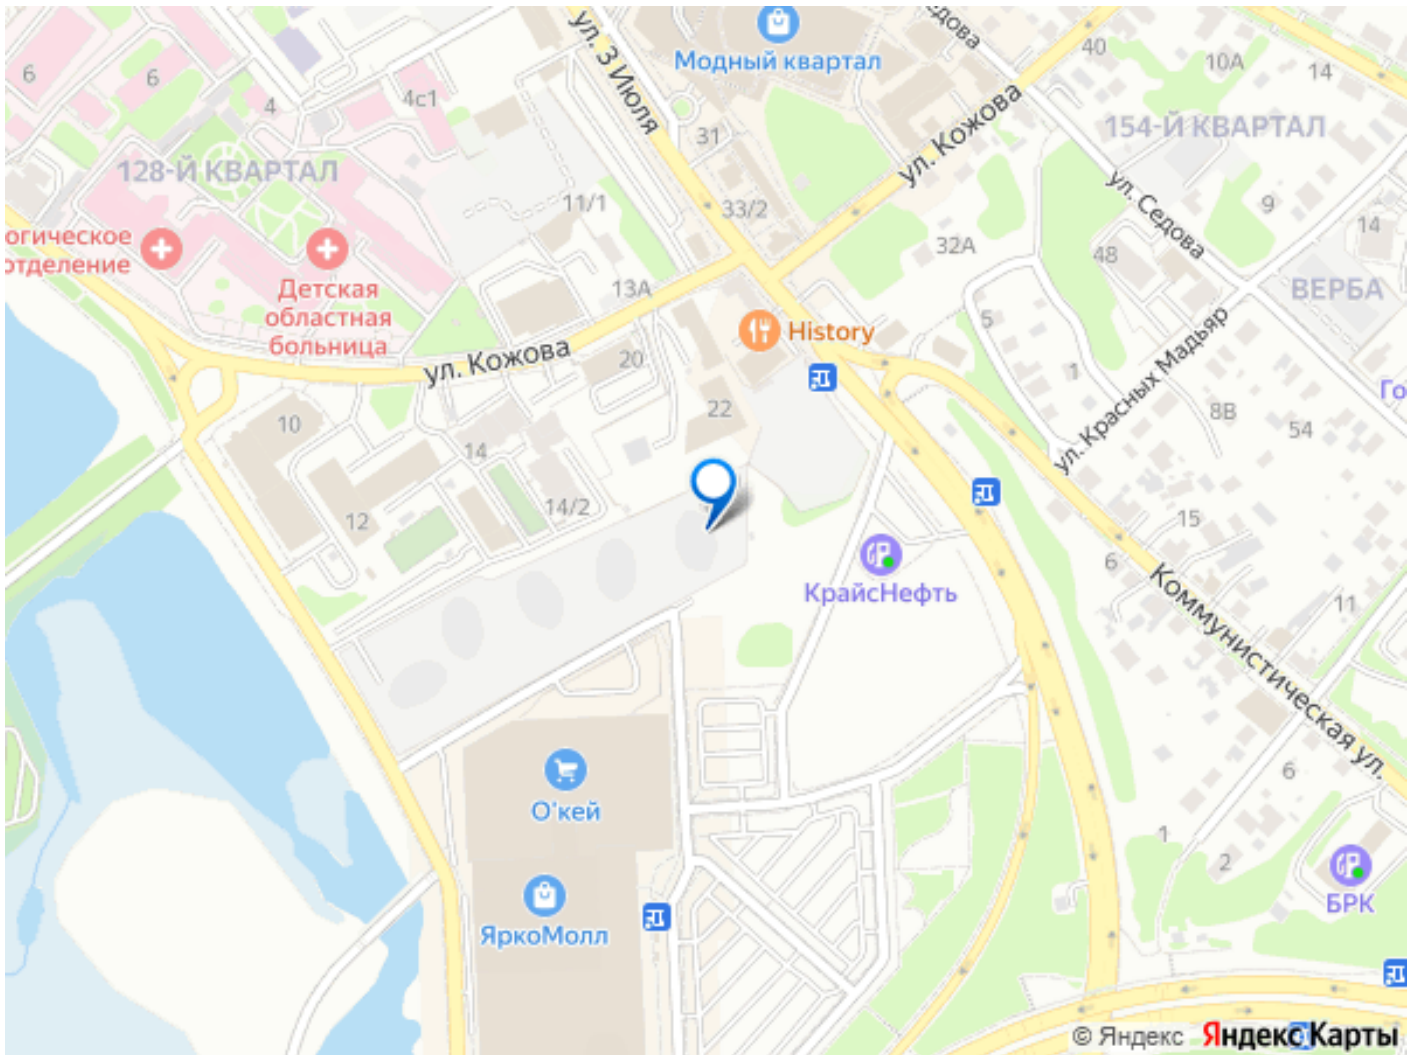 Седова
40
10А
14
Модный квартал
6
6
4
4с1
ул. 3 Июля
31
ул. Кожова
154-Й КВАРТАЛ
128-Й КВАРТАЛ
11/1
33/2
ул. Седова
9
14
32А
48
огическое
отделение
Детская
областная
больница
13А
ВЕРБА
History
5
ул. Красных Мадьяр
1
ул. Кожова
20
22
8В
54
Го
10
14
14/2
12
15
6
КрайсНефть
11
Коммунистическая ул.
О'кей
6
1
2
БРК
ЯркоМолл
© Яндекс Яндекс Карты